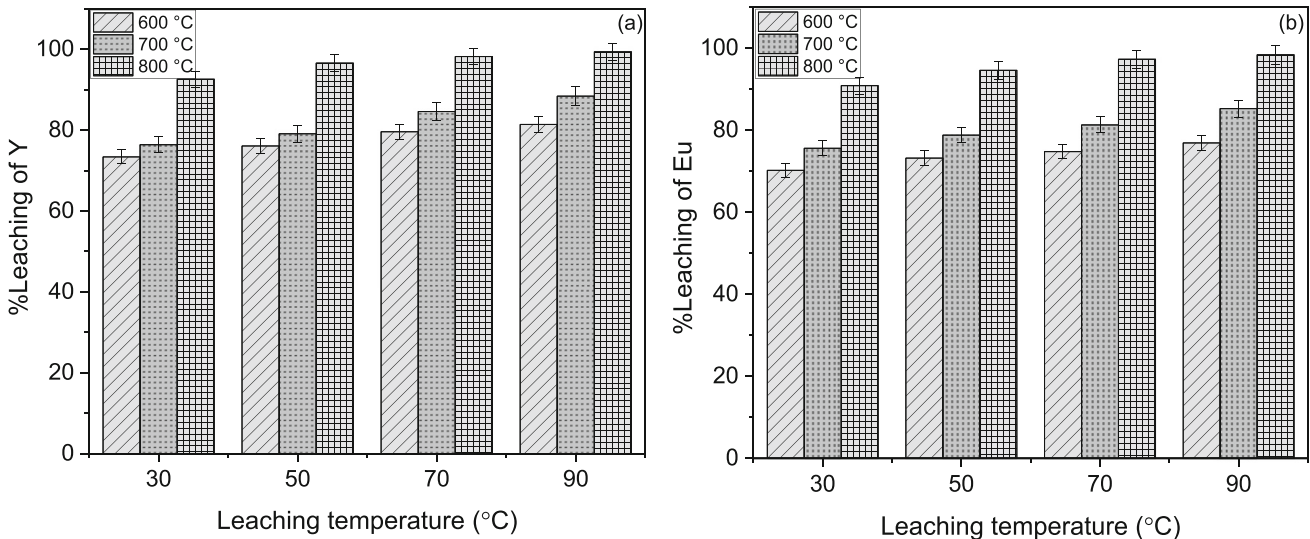 (a)
600 °C
700 °C
800 °C
100
80
60
40
20
0
%Leaching of Y
30 50 70 90
Leaching temperature (°C)
(b)
600 °C
700 °C
800 °C
100
80
60
40
20
0
%Leaching of Eu
30 50 70 90
Leaching temperature (°C)